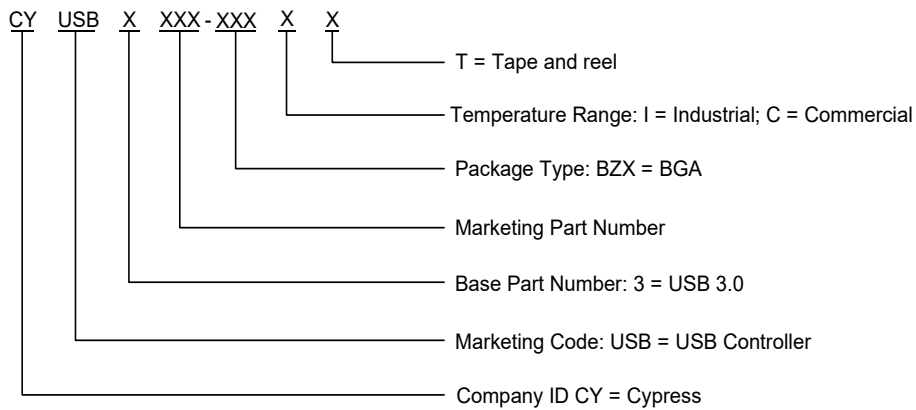 CY USB X XXX - XXX X X
T = Tape and reel
Temperature Range: I = Industrial; C = Commercial
Package Type: BZX = BGA
Marketing Part Number
Base Part Number: 3 = USB 3.0
Marketing Code: USB = USB Controller
Company ID CY = Cypress